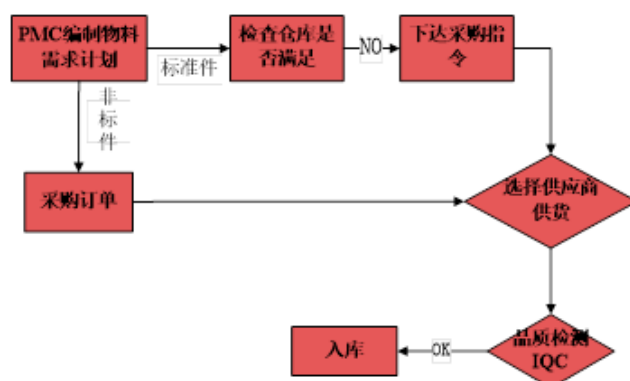 PMC编制物料
需求计划
标准件
检查仓库是
否满足
NO
下达采购指
令
非
标
件
采购订单
选择供应商
供货
品质检测
IQC
OK
入库